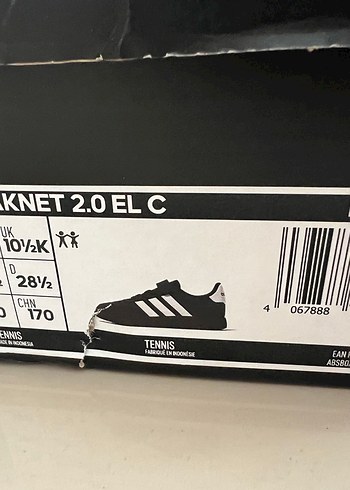 AKNET 2.0 EL C
UK
10½K
D
28½
CHN
170
TENNIS
MADE IN INDONESIA
TENNIS
FABRIQUÉ EN INDONÉSIE
4 067888
EAN
ABSBO